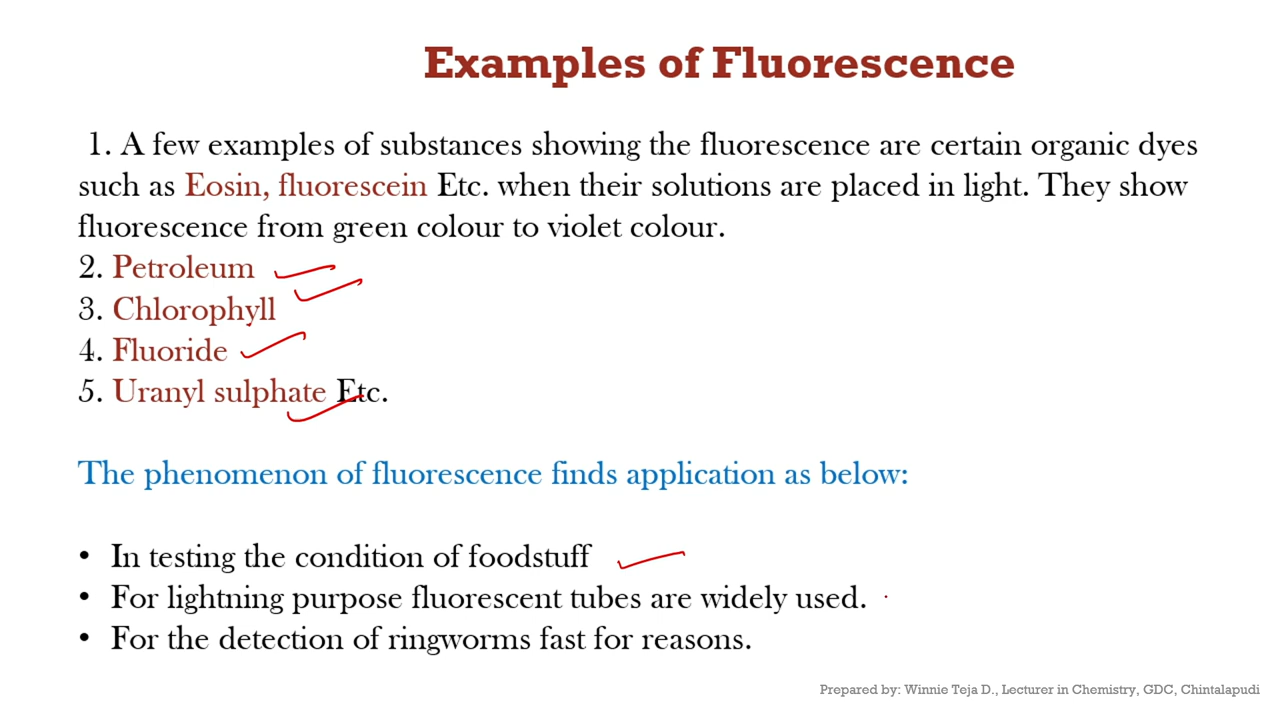 Examples of Fluorescence
1. A few examples of substances showing the fluorescence are certain organic dyes
such as Eosin, fluorescein Etc. when their solutions are placed in light. They show
fluorescence from green colour to violet colour.
2. Petroleum
3. Chlorophyll
4. Fluoride
5. Uranyl sulphate Etc.
The phenomenon of fluorescence finds application as below:
• In testing the condition of foodstuff
• For lightning purpose fluorescent tubes are widely used.
• For the detection of ringworms fast for reasons.
Prepared by: Winnie Teja D., Lecturer in Chemistry, GDC, Chintalapudi